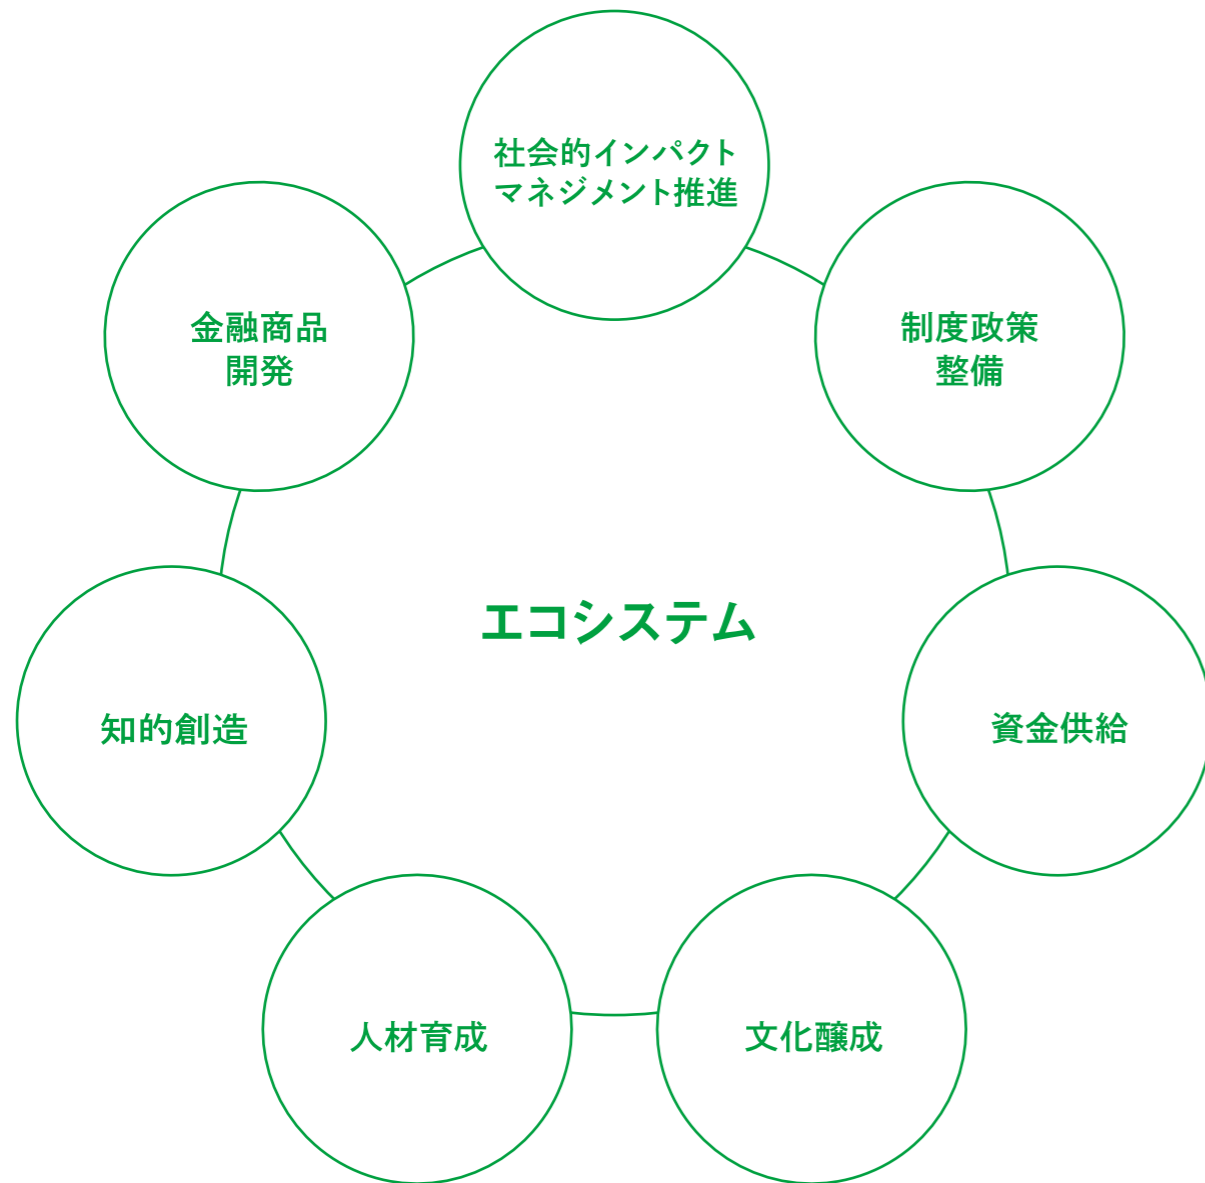 社会的インパクト
マネジメント推進
金融商品
開発
制度政策
整備
エコシステム
知的創造
資金供給
人材育成
文化醸成